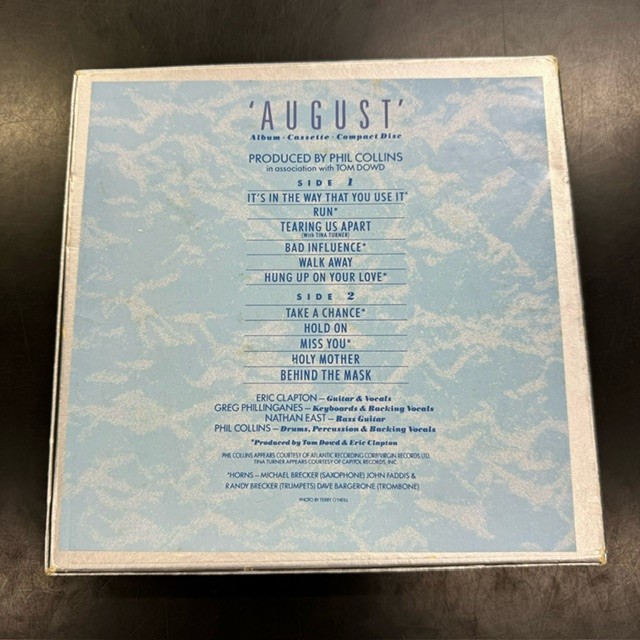 'AUGUST'
Album · Cassette · Compact Disc
PRODUCED BY PHIL COLLINS
in association with TOM DOWD
SIDE 1
IT'S IN THE WAY THAT YOU USE IT*
RUN*
TEARING US APART
(With TINA TURNER)
BAD INFLUENCE*
WALK AWAY
HUNG UP ON YOUR LOVE*
SIDE 2
TAKE A CHANCE*
HOLD ON
MISS YOU*
HOLY MOTHER
BEHIND THE MASK
ERIC CLAPTON – Guitar & Vocals
GREG PHILLINGANES – Keyboards & Backing Vocals
NATHAN EAST – Bass Guitar
PHIL COLLINS – Drums, Percussion & Backing Vocals
*Produced by Tom Dowd & Eric Clapton
PHIL COLLINS APPEARS COURTESY OF ATLANTIC RECORDING CORP/VIRGIN RECORDS LTD.
TINA TURNER APPEARS COURTESY OF CAPITOL RECORDS, INC.
*HORNS – MICHAEL BRECKER (SAXOPHONE) JOHN FADDIS &
RANDY BRECKER (TRUMPETS) DAVE BARGERONE (TROMBONE)
PHOTO BY TERRY O'NEILL